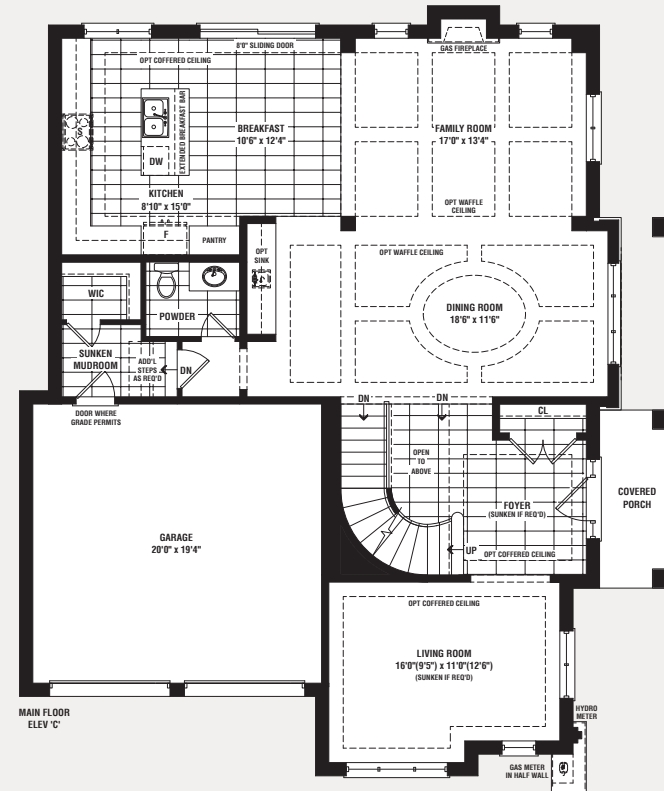 GAS FIREPLACE
8'0" SLIDING DOOR
OPT COFFERED CEILING
EXTENDED BREAKFAST BAR
S
BREAKFAST
10'6" x 12'4"
FAMILY ROOM
17'0" x 13'4"
DW
KITCHEN
8'10" x 15'0"
OPT WAFFLE
CEILING
F
PANTRY
OPT
SINK
OPT WAFFLE CEILING
WIC
POWDER
DINING ROOM
18'6" x 11'6"
SUNKEN
MUDROOM
ADD'L
STEPS
AS REQ'D
DN
DOOR WHERE
GRADE PERMITS
DN
DN
CL
OPEN
TO
ABOVE
FOYER
(SUNKEN IF REQ'D)
COVERED
PORCH
UP
OPT COFFERED CEILING
GARAGE
20'0" x 19'4"
OPT COFFERED CEILING
LIVING ROOM
16'0"(9'5") x 11'0"(12'6")
(SUNKEN IF REQ'D)
MAIN FLOOR
ELEV 'C'
HYDRO
METER
GAS METER
IN HALF WALL